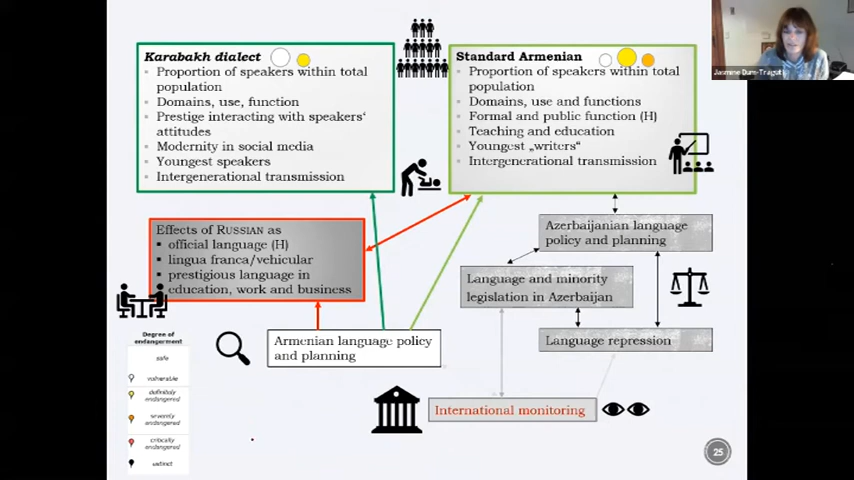 Karabakh dialect
Proportion of speakers within total
population
Domains, use, function
Prestige interacting with speakers'
attitudes
Modernity in social media
Youngest speakers
Intergenerational transmission
Standard Armenian
Proportion of speakers within total
population
Domains, use and functions
Formal and public function (H)
Teaching and education
Youngest „writers“
Intergenerational transmission
Effects of RUSSIAN as
official language (H)
lingua franca/vehicular
prestigious language in
education, work and business
Azerbaijanian language
policy and planning
Language and minority
legislation in Azerbaijan
Language repression
Armenian language policy
and planning
International monitoring
Degree of
endangerment
safe
vulnerable
definitely
endangered
severely
endangered
critically
endangered
extinct
25